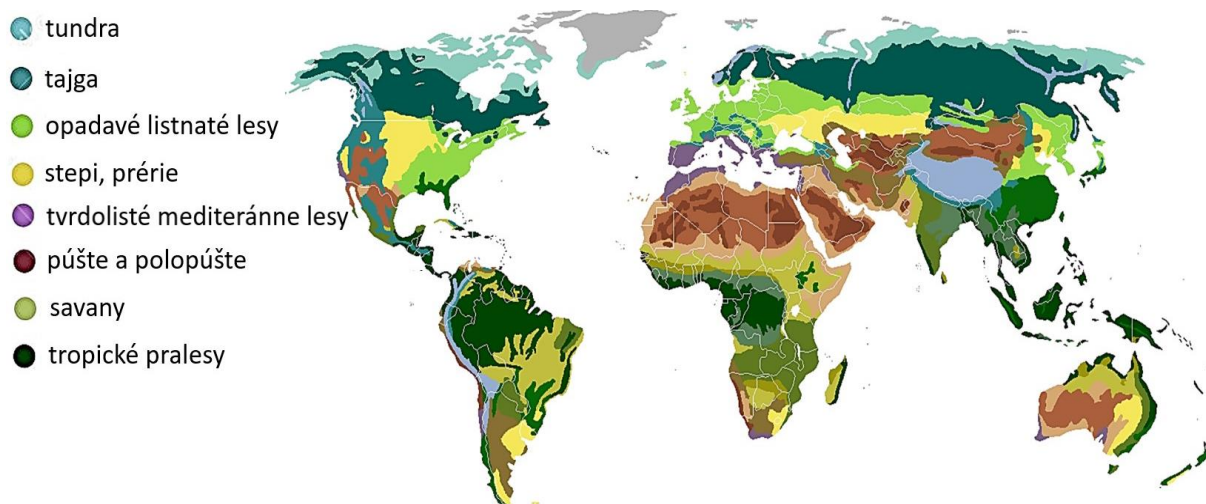 tundra
tajga
opadavé listnaté lesy
stepi, prérie
tvrdolisté mediteránne lesy
púšte a polopúšte
savany
tropické pralesy